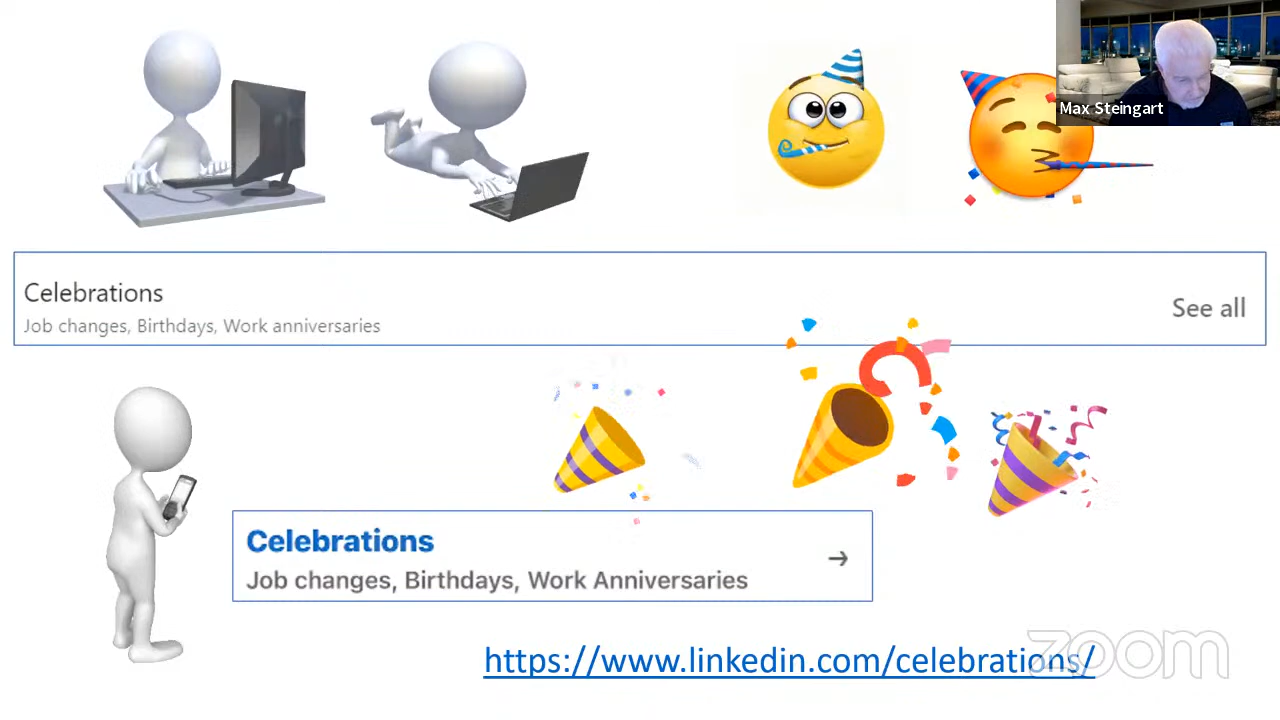 Max Steingart
Celebrations
Job changes, Birthdays, Work anniversaries
See all
Celebrations
Job changes, Birthdays, Work Anniversaries
https://www.linkedin.com/celebrations/
zoom